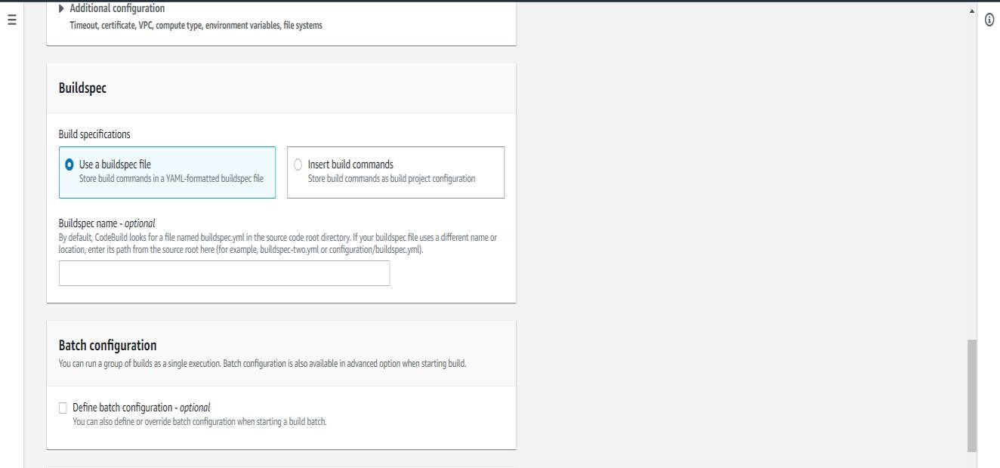 Additional configuration
Timeout, certificate, VPC, compute type, environment variables, file systems
Buildspec
Build specifications
Use a buildspec file
Store build commands in a YAML-formatted buildspec file
Insert build commands
Store build commands as build project configuration
Buildspec name - optional
By default, CodeBuild looks for a file named buildspec.yml in the source code root directory. If your buildspec file uses a different name or
location, enter its path from the source root here (for example, buildspec-two.yml or configuration/buildspec.yml).
Batch configuration
You can run a group of builds as a single execution. Batch configuration is also available in advanced option when starting build.
Define batch configuration - optional
You can also define or override batch configuration when starting a build batch.